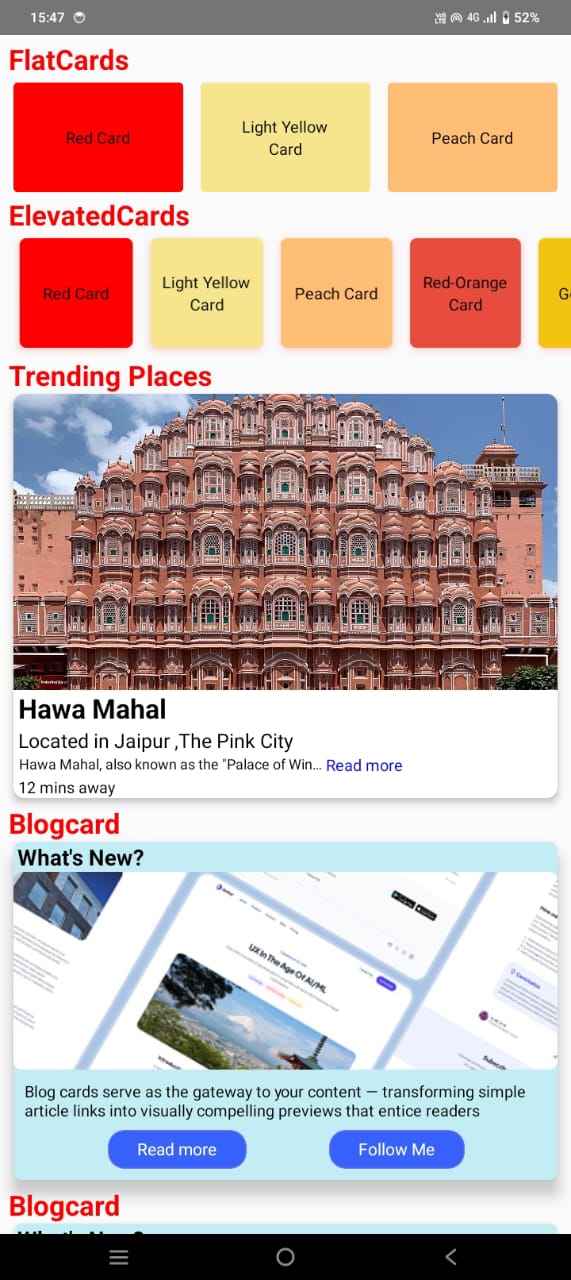 15:47
4G
52%
FlatCards
Red Card
Light Yellow
Card
Peach Card
ElevatedCards
Red Card
Light Yellow
Card
Peach Card
Red-Orange
Card
Trending Places
Hawa Mahal
Located in Jaipur ,The Pink City
Hawa Mahal, also known as the "Palace of Win... Read more
12 mins away
Blogcard
What's New?
UX In The Age Of AI/ML
Conclusion
Blog cards serve as the gateway to your content — transforming simple
article links into visually compelling previews that entice readers
Read more
Follow Me
Blogcard
What's New?